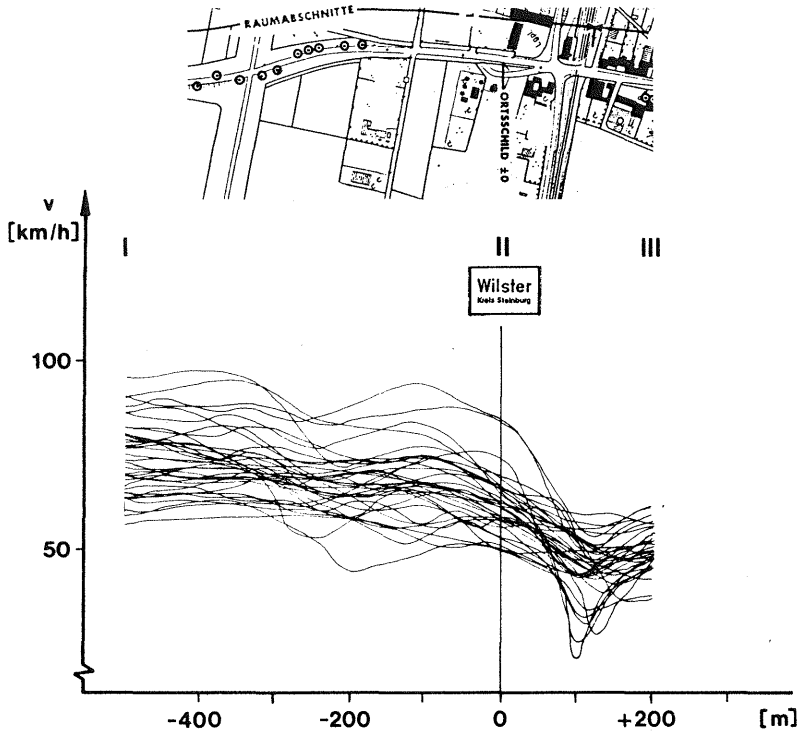 RAUMABSCHNITTE
ORTSSCHILD ±0
v
[km/h]
I II III
Wilster
Kreis Steinburg
100
50
-400 -200 0 +200 [m]